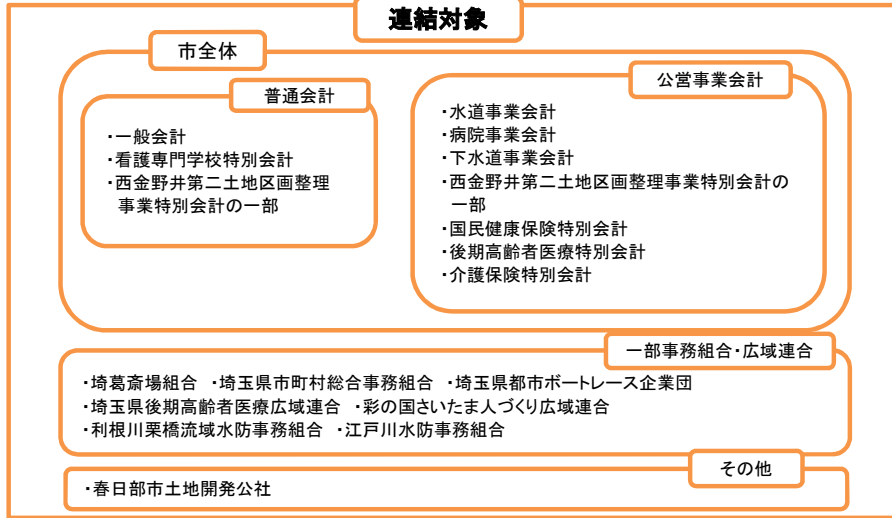 連結対象
市全体
普通会計
・一般会計
・看護専門学校特別会計
・西金野井第二土地区画整理
事業特別会計の一部
公営事業会計
・水道事業会計
・病院事業会計
・下水道事業会計
・西金野井第二土地区画整理事業特別会計の
一部
・国民健康保険特別会計
・後期高齢者医療特別会計
・介護保険特別会計
一部事務組合・広域連合
・埼葛斎場組合 ・埼玉県市町村総合事務組合 ・埼玉県都市ボートレース企業団
・埼玉県後期高齢者医療広域連合 ・彩の国さいたま人づくり広域連合
・利根川栗橋流域水防事務組合 ・江戸川水防事務組合
その他
・春日部市土地開発公社